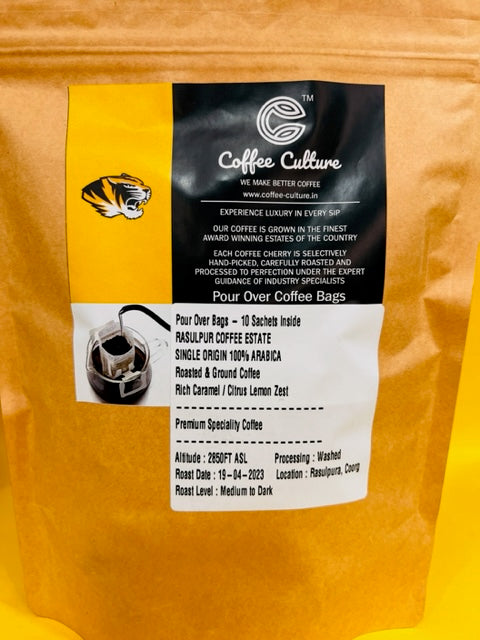 TM
Coffee Culture
WE MAKE BETTER COFFEE
www.coffee-culture.in
EXPERIENCE LUXURY IN EVERY SIP
OUR COFFEE IS GROWN IN THE FINEST
AWARD WINNING ESTATES OF THE COUNTRY
EACH COFFEE CHERRY IS SELECTIVELY
HAND-PICKED, CAREFULLY ROASTED AND
PROCESSED TO PERFECTION UNDER THE EXPERT
GUIDANCE OF INDUSTRY SPECIALISTS
Pour Over Coffee Bags
Pour Over Bags - 10 Sachets Inside
RASULPUR COFFEE ESTATE
SINGLE ORIGIN 100% ARABICA
Roasted & Ground Coffee
Rich Caramel / Citrus Lemon Zest
Premium Speciality Coffee
Altitude : 2850FT ASL Processing : Washed
Roast Date : 19-04-2023 Location : Rasulpura, Coorg
Roast Level : Medium to Dark